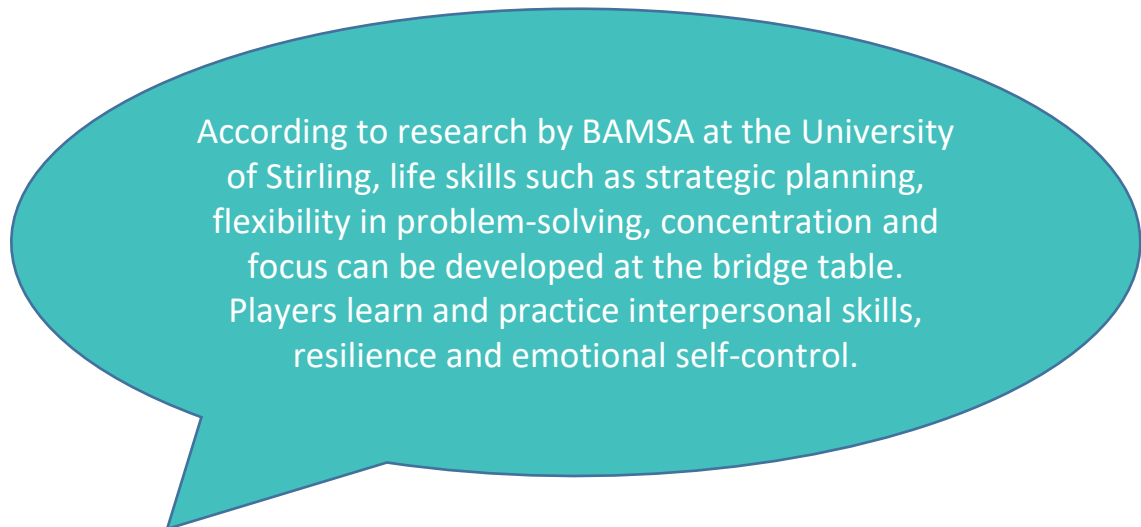 According to research by BAMSA at the University
of Stirling, life skills such as strategic planning,
flexibility in problem-solving, concentration and
focus can be developed at the bridge table.
Players learn and practice interpersonal skills,
resilience and emotional self-control.